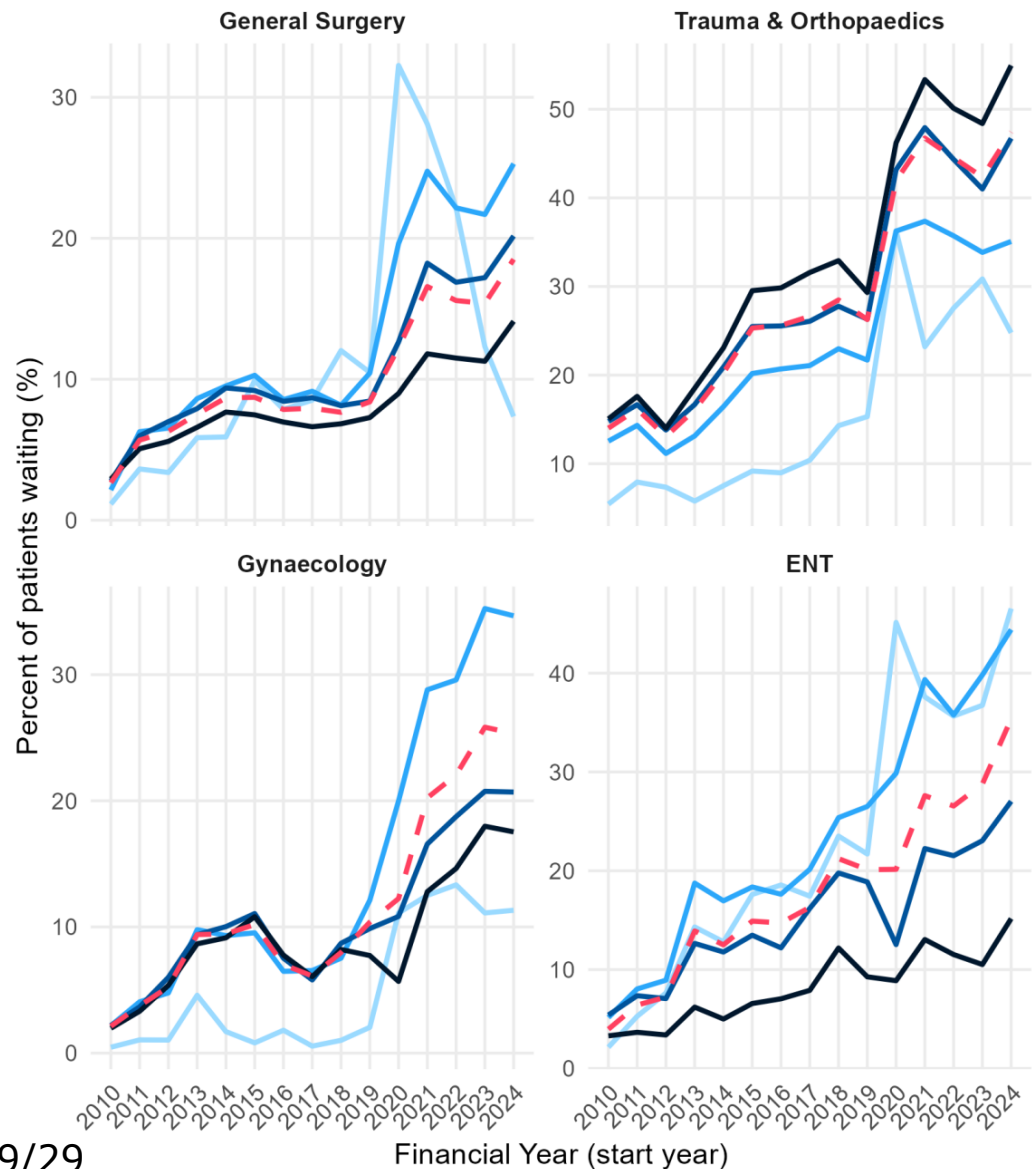 General Surgery
Trauma & Orthopaedics
30
20
10
0
50
40
30
20
10
Percent of patients waiting (%)
Gynaecology
ENT
30
20
10
0
40
30
20
10
0
2010 2011 2012 2013 2014 2015 2016 2017 2018 2019 2020 2021 2022 2023 2024
2010 2011 2012 2013 2014 2015 2016 2017 2018 2019 2020 2021 2022 2023 2024
Financial Year (start year)
9/29